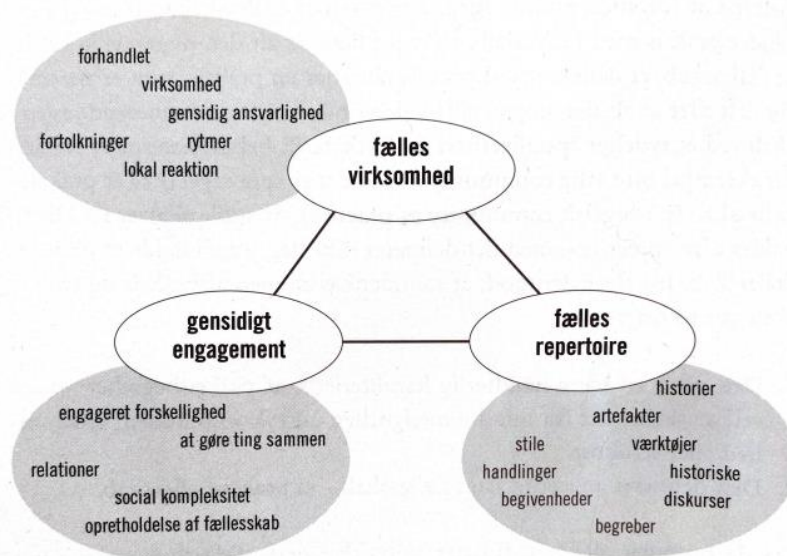 forhandlet
virksomhed
gensidig ansvarlighed
fortolkninger rytmer
lokal reaktion
fælles
virksomhed
gensidigt
engagement
fælles
repertoire
engageret forskellighed
at gøre ting sammen
relationer
social kompleksitet
opretholdelse af fællesskab
historier
artefakter
stile værktøjer
handlinger historiske
begivenheder diskurser
begreber